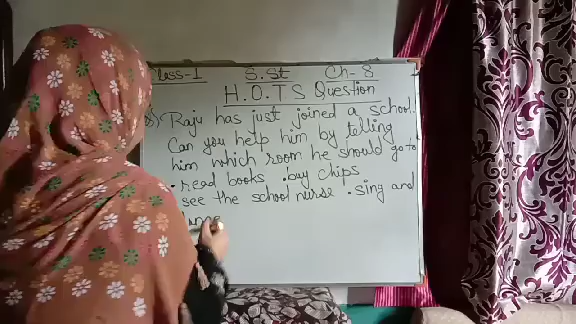 Class-1 S.St Ch-8
H.O.T S Question
Raju has just joined a school.
Can you help him by telling
him which room he should go to
• read books • buy chips
see the school nurse • sing and